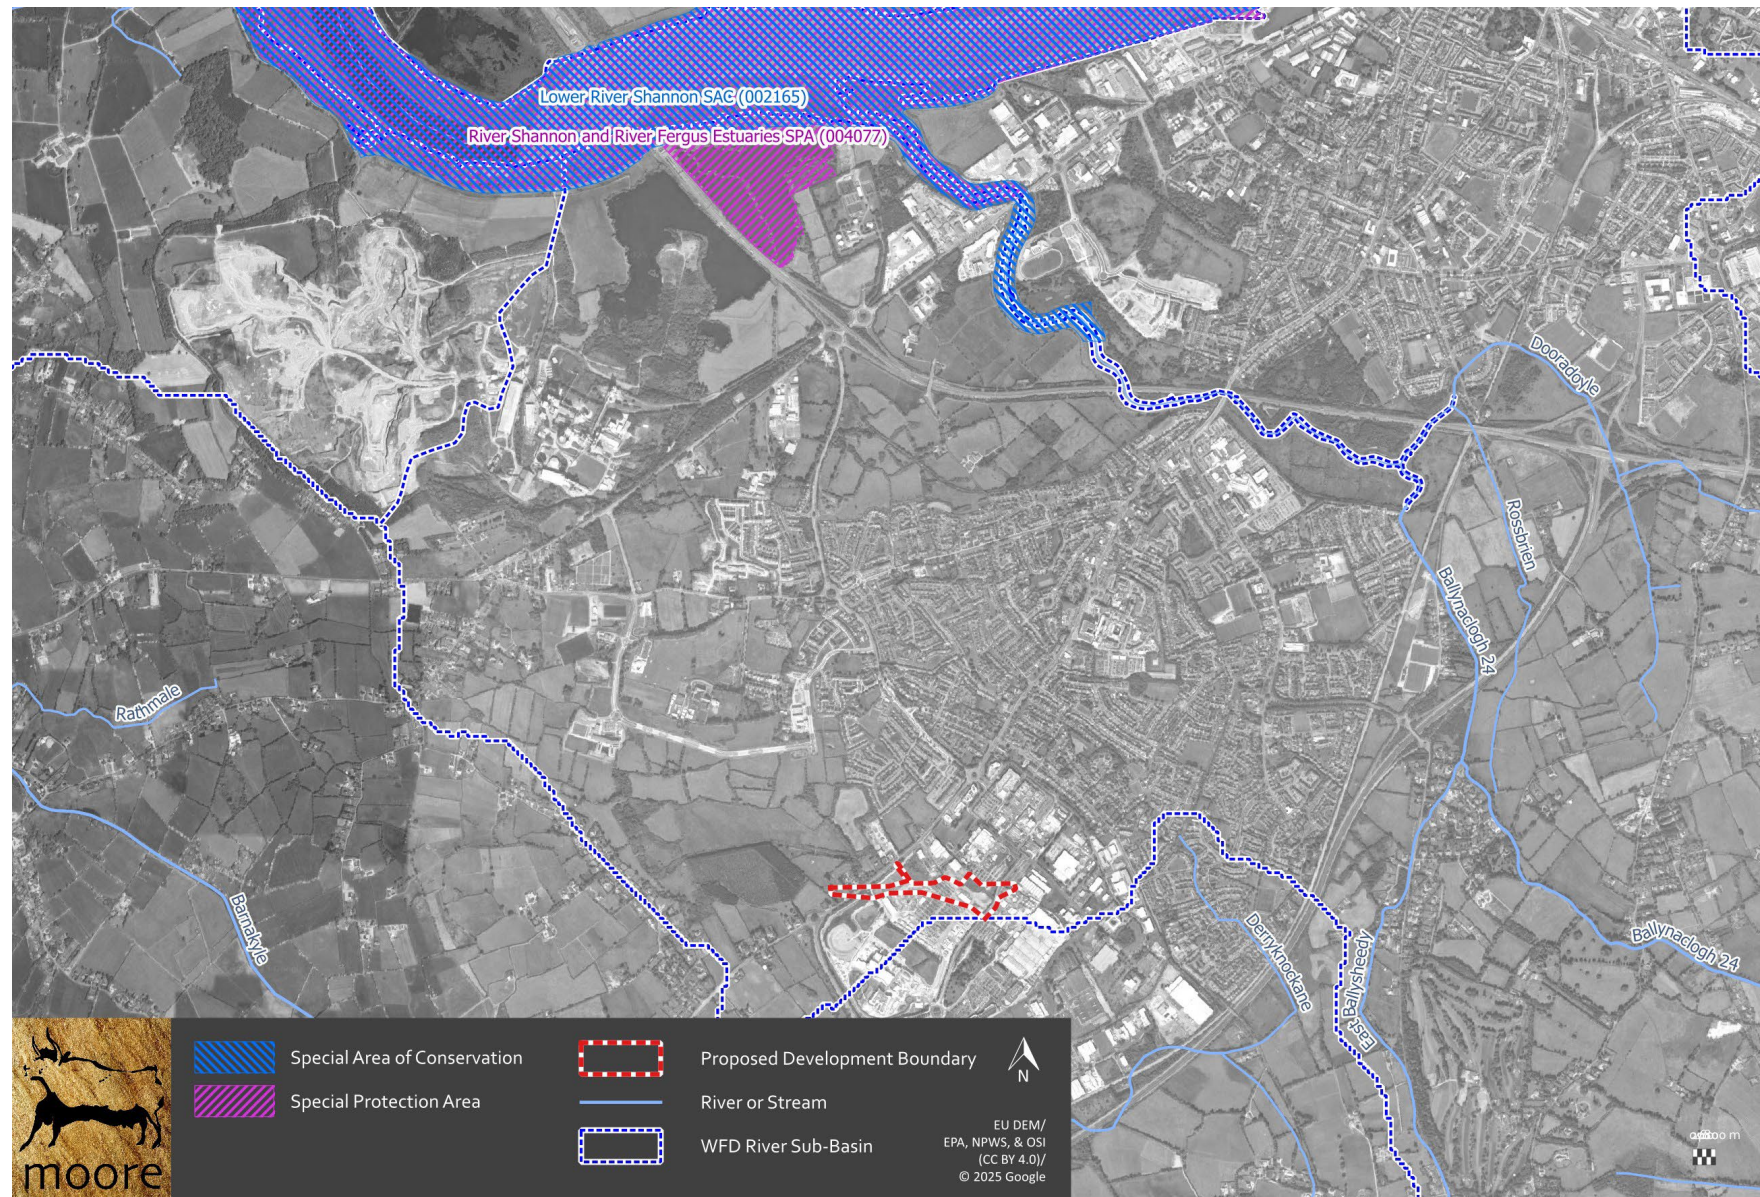 Lower River Shannon SAC (002165)
River Shannon and River Fergus Estuaries SPA (004077)
Dooradoyle
Rossbrien
Ballynaclogh 24
Rathmale
Barnakyle
Derryknockane
Ballysheedy
East
Ballynaclogh 24
moore
Special Area of Conservation
Special Protection Area
Proposed Development Boundary
River or Stream
WFD River Sub-Basin
N
EU DEM/
EPA, NPWS, & OSI
(CC BY 4.0)/
© 2025 Google